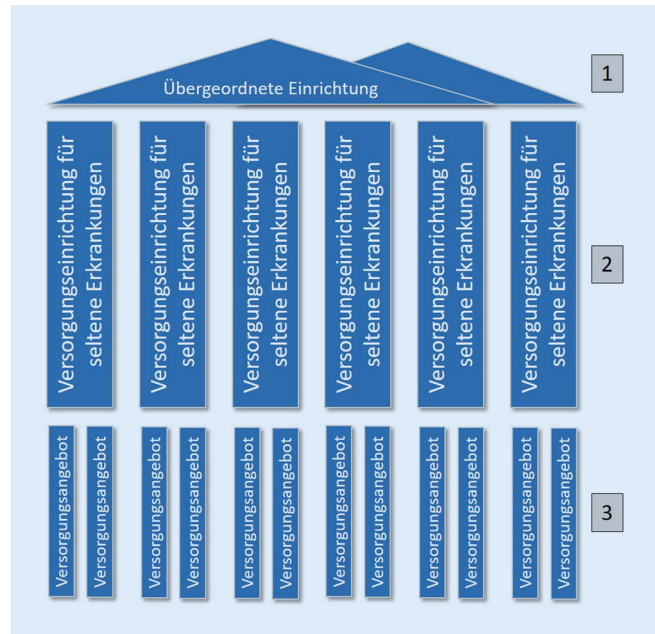 Übergeordnete Einrichtung
1
Versorgungseinrichtung für
seltene Erkrankungen
Versorgungseinrichtung für
seltene Erkrankungen
Versorgungseinrichtung für
seltene Erkrankungen
Versorgungseinrichtung für
seltene Erkrankungen
Versorgungseinrichtung für
seltene Erkrankungen
Versorgungseinrichtung für
seltene Erkrankungen
2
Versorgungsangebot
Versorgungsangebot
Versorgungsangebot
Versorgungsangebot
Versorgungsangebot
Versorgungsangebot
Versorgungsangebot
Versorgungsangebot
Versorgungsangebot
Versorgungsangebot
Versorgungsangebot
Versorgungsangebot
3